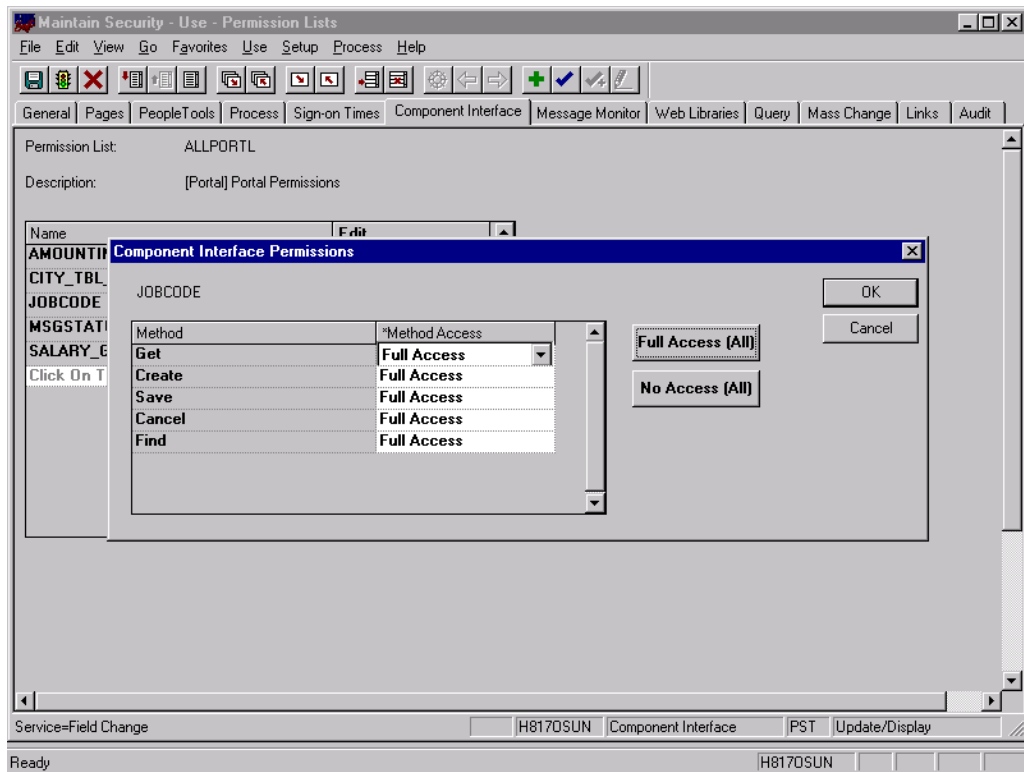 Maintain Security - Use - Permission Lists
File Edit View Go Favorites Use Setup Process Help
General Pages PeopleTools Process Sign-on Times Component Interface Message Monitor Web Libraries Query Mass Change Links Audit
Permission List: ALLPORTL
Description: [Portal] Portal Permissions
Name Edit
AMOUNTIN
CITY_TBL_
JOBCODE
MSGSTAT
SALARY_G
Click On T
Component Interface Permissions
JOBCODE
OK
Cancel
Method *Method Access
Get Full Access
Create Full Access
Save Full Access
Cancel Full Access
Find Full Access
Full Access (All)
No Access (All)
Service=Field Change H817OSUN Component Interface PST Update/Display
Ready H817OSUN